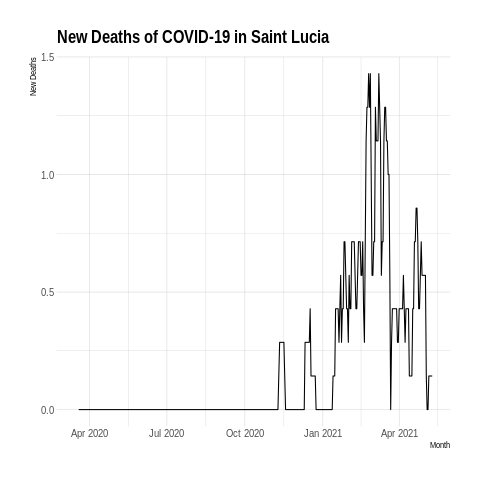 New Deaths of COVID-19 in Saint Lucia
New Deaths
1.5
1.0
0.5
0.0
Apr 2020 Jul 2020 Oct 2020 Jan 2021 Apr 2021
Month